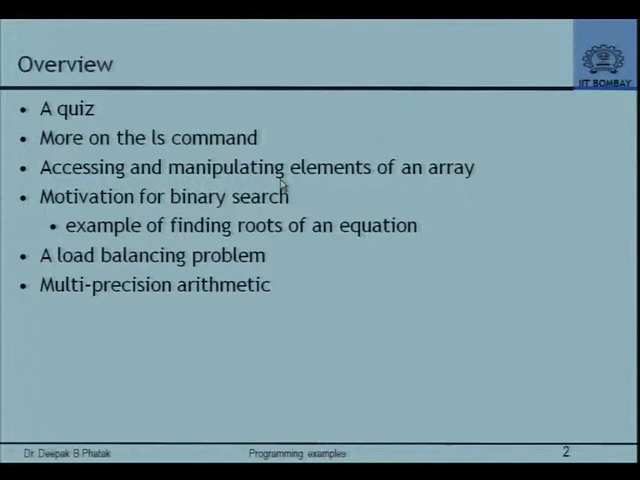 Overview
IIT BOMBAY
• A quiz
• More on the ls command
• Accessing and manipulating elements of an array
• Motivation for binary search
• example of finding roots of an equation
• A load balancing problem
• Multi-precision arithmetic
Dr. Deepak B Phatak
Programming examples
2